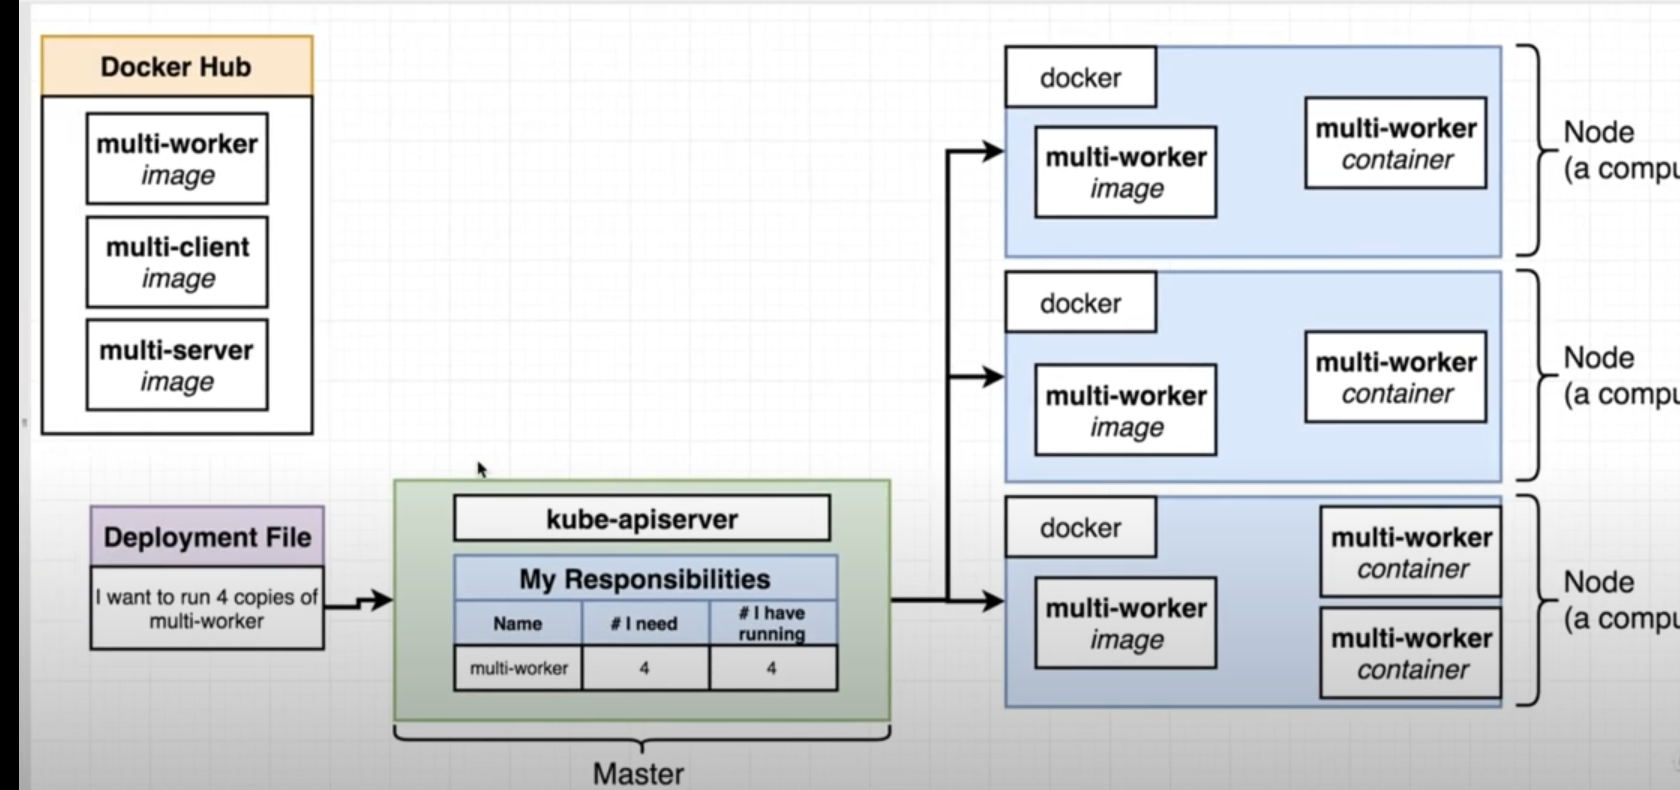 Docker Hub
multi-worker
image
multi-client
image
multi-server
image
Deployment File
I want to run 4 copies of
multi-worker
kube-apiserver
My Responsibilities
Name
# I need
# I have
running
multi-worker
4
4
Master
docker
multi-worker
image
multi-worker
container
Node
(a compu
docker
multi-worker
image
multi-worker
container
Node
(a compu
docker
multi-worker
image
multi-worker
container
multi-worker
container
Node
(a compu